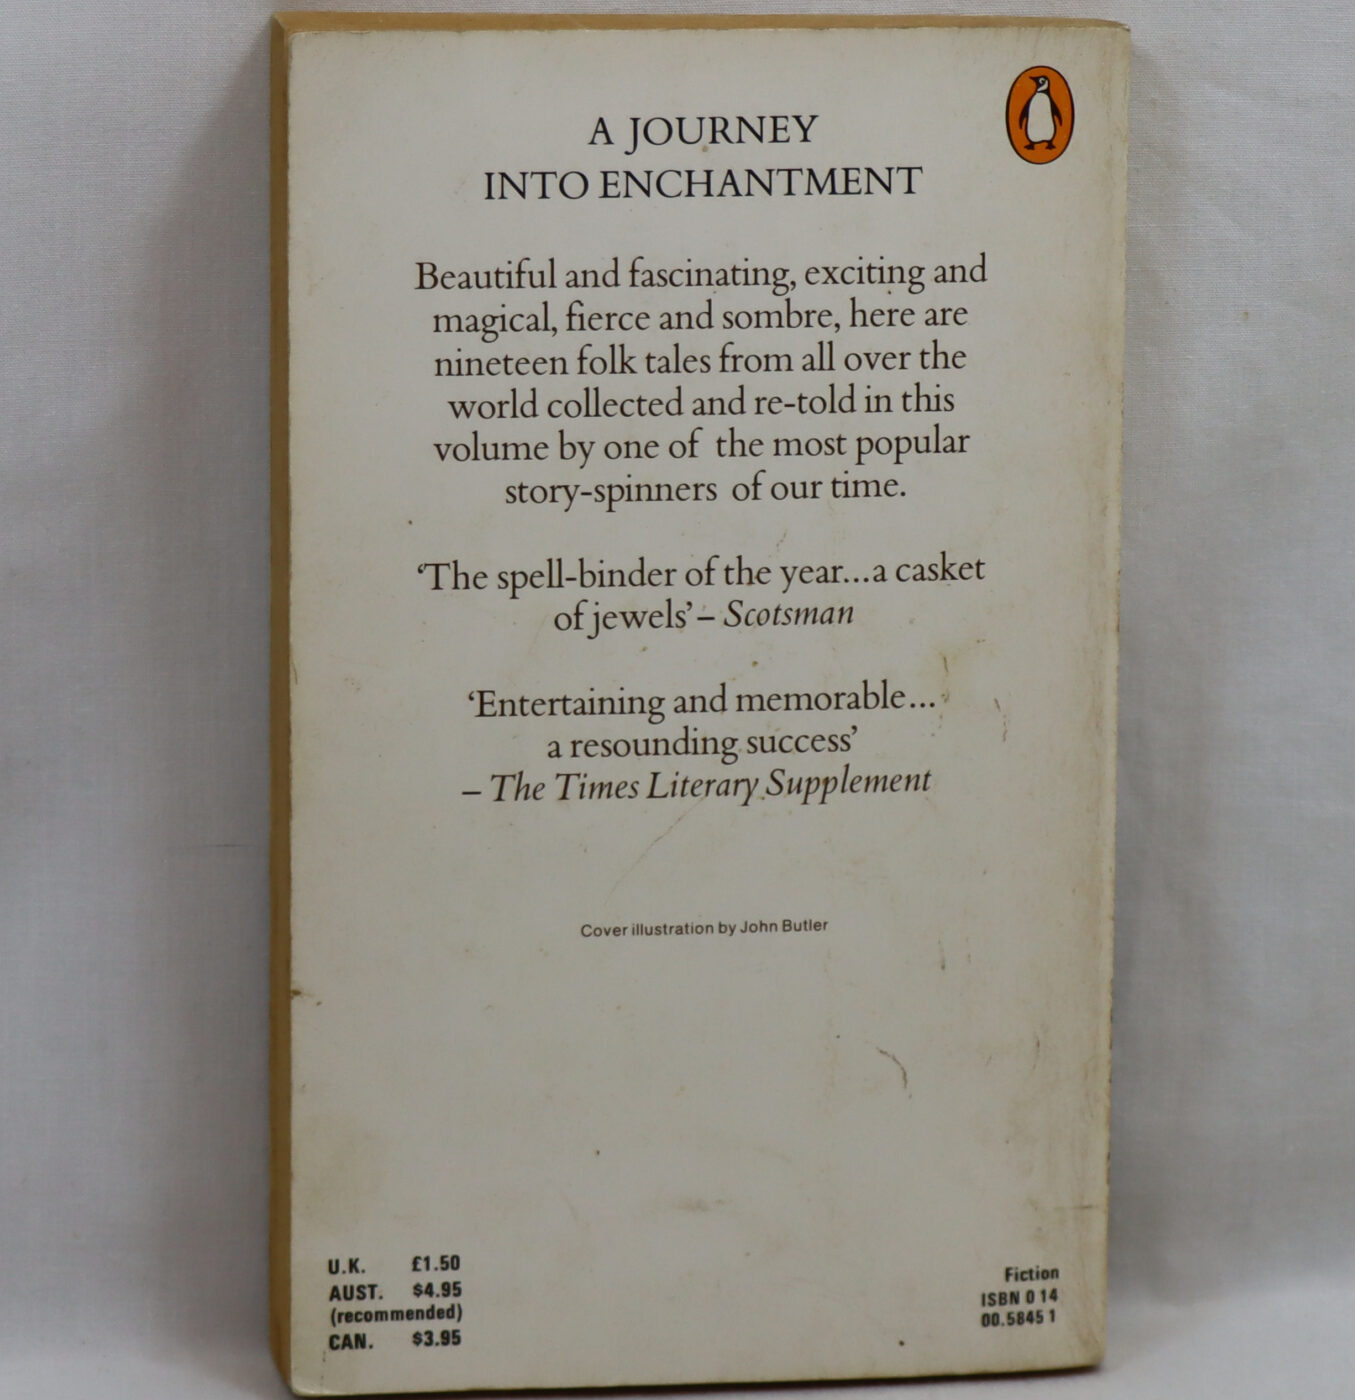 A JOURNEY
INTO ENCHANTMENT
Beautiful and fascinating, exciting and
magical, fierce and sombre, here are
nineteen folk tales from all over the
world collected and re-told in this
volume by one of the most popular
story-spinners of our time.
‘The spell-binder of the year...a casket
of jewels’ – Scotsman
‘Entertaining and memorable...
a resounding success’
– The Times Literary Supplement
Cover illustration by John Butler
U.K. £1.50
AUST. $4.95
(recommended)
CAN. $3.95
Fiction
ISBN 0 14
00.5845 1